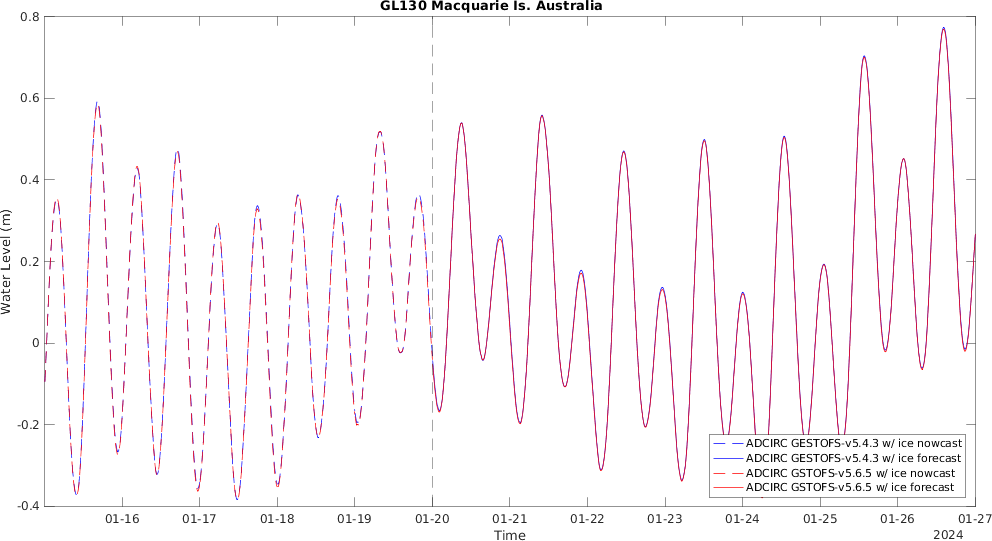 GL130 Macquarie Is. Australia
Water Level (m)
0.8
0.6
0.4
0.2
0
-0.2
-0.4
ADCIRC GESTOFS-v5.4.3 w/ ice nowcast
ADCIRC GESTOFS-v5.4.3 w/ ice forecast
ADCIRC GSTOFS-v5.6.5 w/ ice nowcast
ADCIRC GSTOFS-v5.6.5 w/ ice forecast
01-16 01-17 01-18 01-19 01-20 01-21 01-22 01-23 01-24 01-25 01-26 01-27
Time
2024